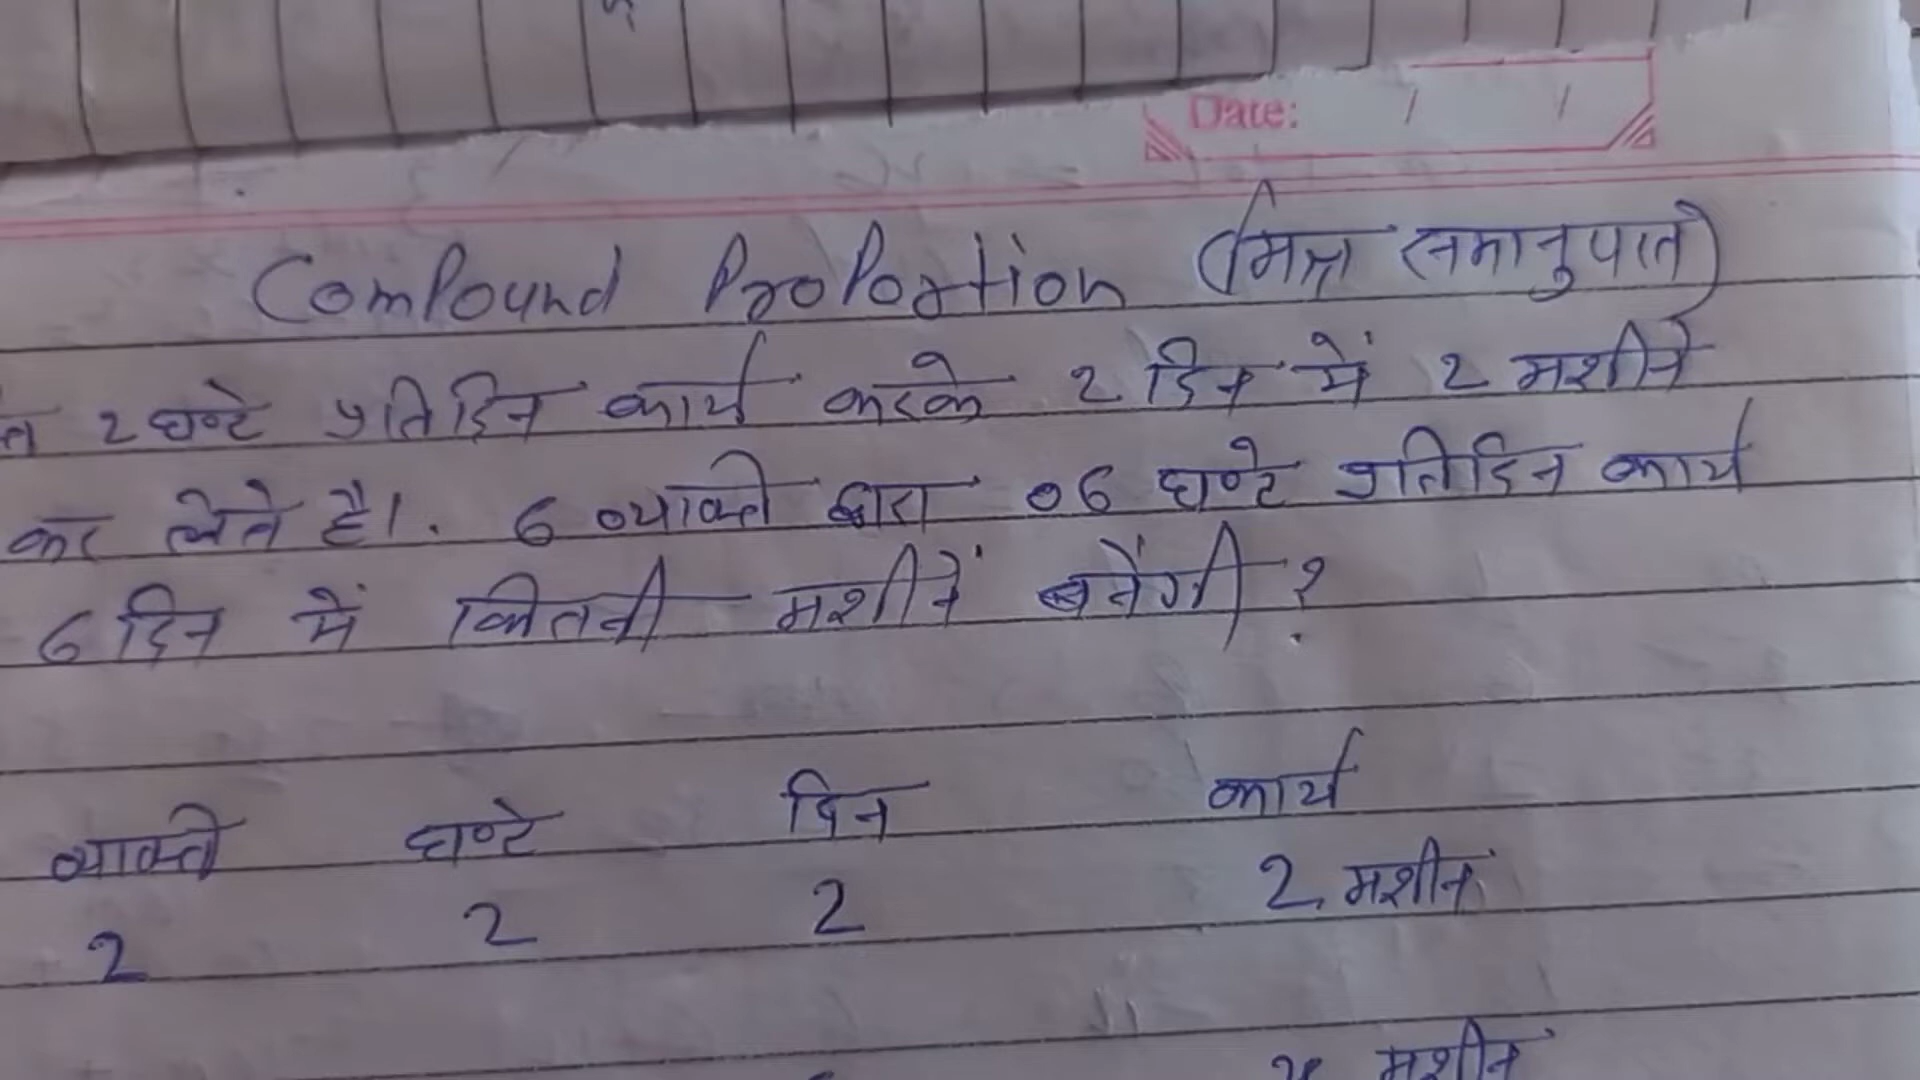 Date: / /
Compound Proportion (मिश्र समानुपात)
2 घण्टे प्रतिदिन कार्य करके 2 दिन में 2 मशीने
कर लेते है। . 6 व्यक्ति द्वारा 06 घण्टे प्रतिदिन कार्य
6 दिन में कितनी मशीनें बनेंगी ?
व्यक्ति घण्टे दिन कार्य
2 2 2 2. मशीन
मशीन